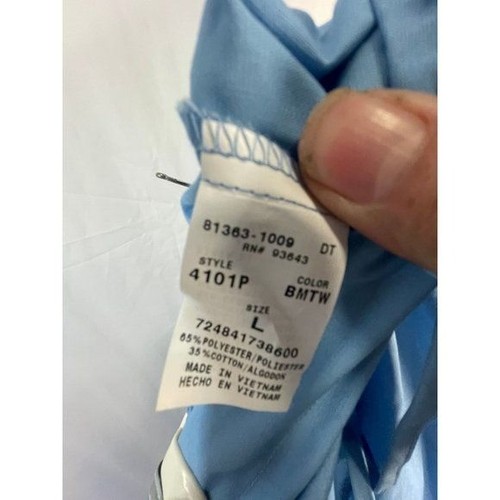 81363-1009 DT
RN# 93643
STYLE COLOR
4101P BMTW
SIZE
L
724841738600
65% POLYESTER/POLIESTER
35% COTTON/ALGODON
MADE IN VIETNAM
HECHO EN VIETNAM